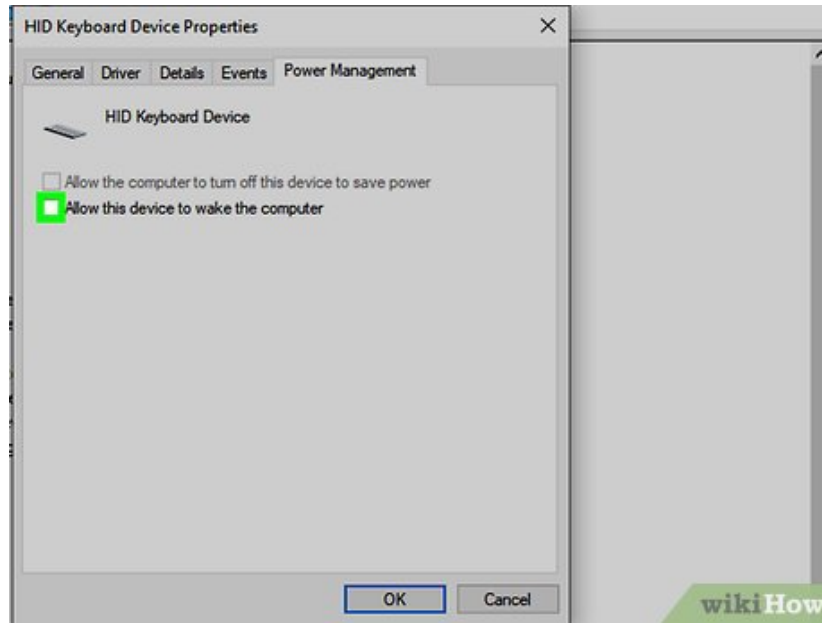 HID Keyboard Device Properties
General Driver Details Events Power Management
HID Keyboard Device
Allow the computer to turn off this device to save power
Allow this device to wake the computer
OK Cancel
wikiHow